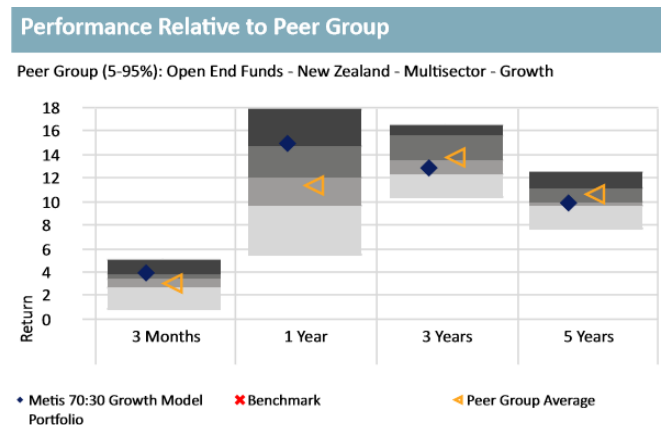 Performance Relative to Peer Group
Peer Group (5-95%): Open End Funds - New Zealand - Multisector - Growth
18
16
14
12
10
8
6
4
2
0
Return
3 Months
1 Year
3 Years
5 Years
Metis 70:30 Growth Model
Portfolio
Benchmark
Peer Group Average